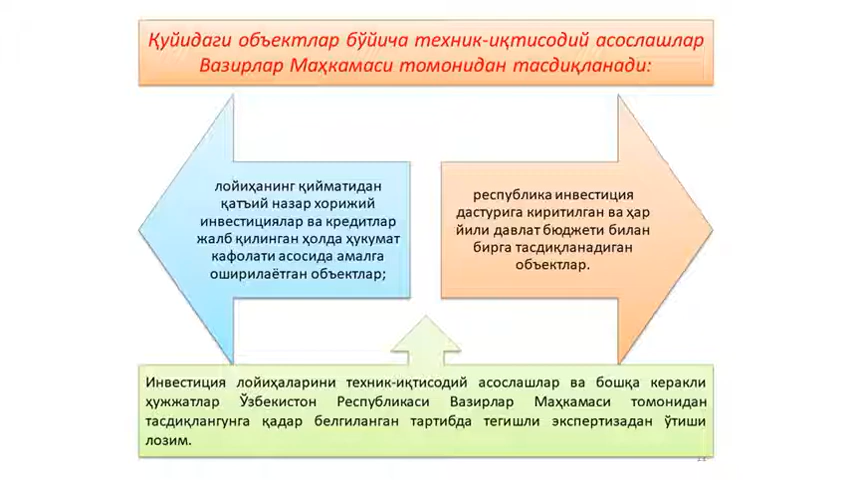 Қуйидаги объектлар бўйича техник-иқтисодий асослашлар
Вазирлар Маҳкамаси томонидан тасдиқланади:
лойиҳанинг қийматидан
қатъий назар хорижий
инвестициялар ва кредитлар
жалб қилинган ҳолда ҳукумат
кафолати асосида амалга
оширилаётган объектлар;
республика инвестиция
дастурига киритилган ва ҳар
йили давлат бюджети билан
бирга тасдиқланадиган
объектлар.
Инвестиция лойиҳаларини техник-иқтисодий асослашлар ва бошқа керакли
ҳужжатлар Ўзбекистон Республикаси Вазирлар Маҳкамаси томонидан
тасдиқлангунга қадар белгиланган тартибда тегишли экспертизадан ўтиши
лозим.